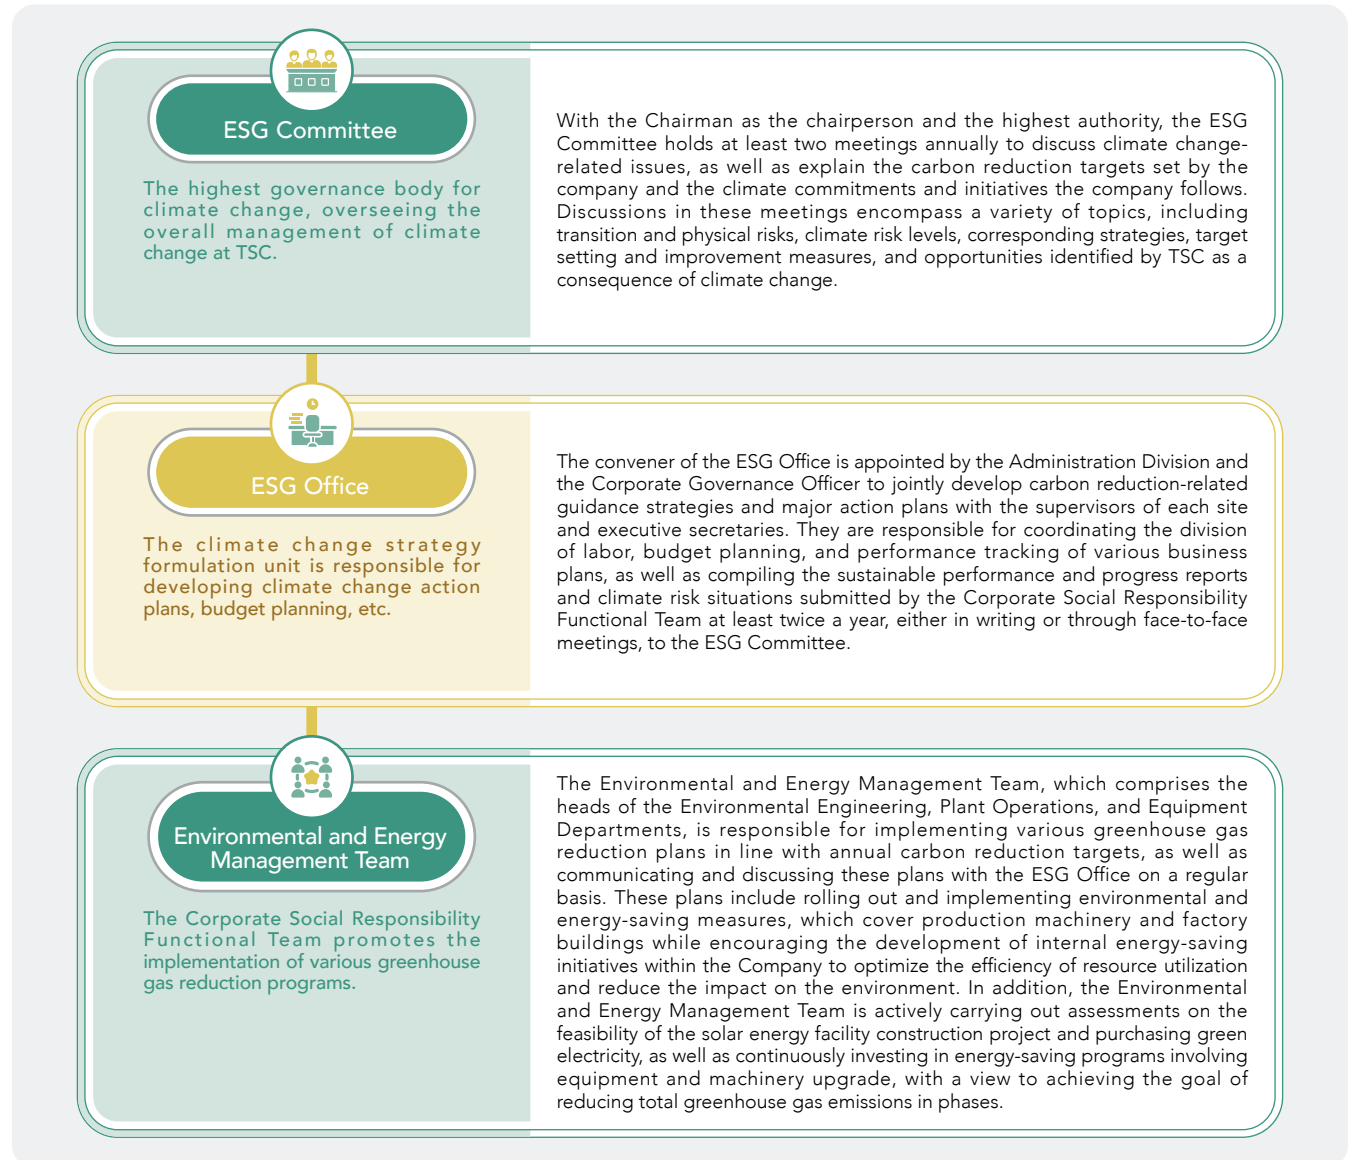 ESG Committee
The highest governance body for
climate change, overseeing the
overall management of climate
change at TSC.
With the Chairman as the chairperson and the highest authority, the ESG
Committee holds at least two meetings annually to discuss climate change-
related issues, as well as explain the carbon reduction targets set by the
company and the climate commitments and initiatives the company follows.
Discussions in these meetings encompass a variety of topics, including
transition and physical risks, climate risk levels, corresponding strategies, target
setting and improvement measures, and opportunities identified by TSC as a
consequence of climate change.
ESG Office
The climate change strategy
formulation unit is responsible for
developing climate change action
plans, budget planning, etc.
The convener of the ESG Office is appointed by the Administration Division and
the Corporate Governance Officer to jointly develop carbon reduction-related
guidance strategies and major action plans with the supervisors of each site
and executive secretaries. They are responsible for coordinating the division
of labor, budget planning, and performance tracking of various business
plans, as well as compiling the sustainable performance and progress reports
and climate risk situations submitted by the Corporate Social Responsibility
Functional Team at least twice a year, either in writing or through face-to-face
meetings, to the ESG Committee.
Environmental and Energy
Management Team
The Corporate Social Responsibility
Functional Team promotes the
implementation of various greenhouse
gas reduction programs.
The Environmental and Energy Management Team, which comprises the
heads of the Environmental Engineering, Plant Operations, and Equipment
Departments, is responsible for implementing various greenhouse gas
reduction plans in line with annual carbon reduction targets, as well as
communicating and discussing these plans with the ESG Office on a regular
basis. These plans include rolling out and implementing environmental and
energy-saving measures, which cover production machinery and factory
buildings while encouraging the development of internal energy-saving
initiatives within the Company to optimize the efficiency of resource utilization
and reduce the impact on the environment. In addition, the Environmental
and Energy Management Team is actively carrying out assessments on the
feasibility of the solar energy facility construction project and purchasing green
electricity, as well as continuously investing in energy-saving programs involving
equipment and machinery upgrade, with a view to achieving the goal of
reducing total greenhouse gas emissions in phases.